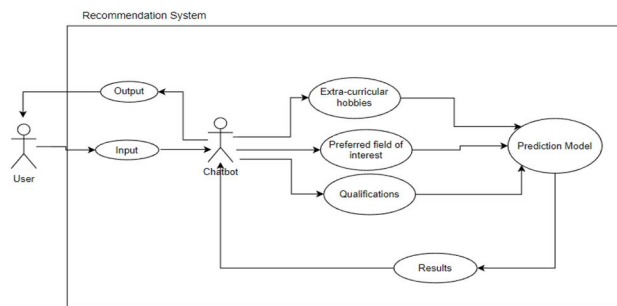 Recommendation System
Output
Extra-curricular
hobbies
Input
Preferred field of
interest
Prediction Model
User
Chatbot
Qualifications
Results